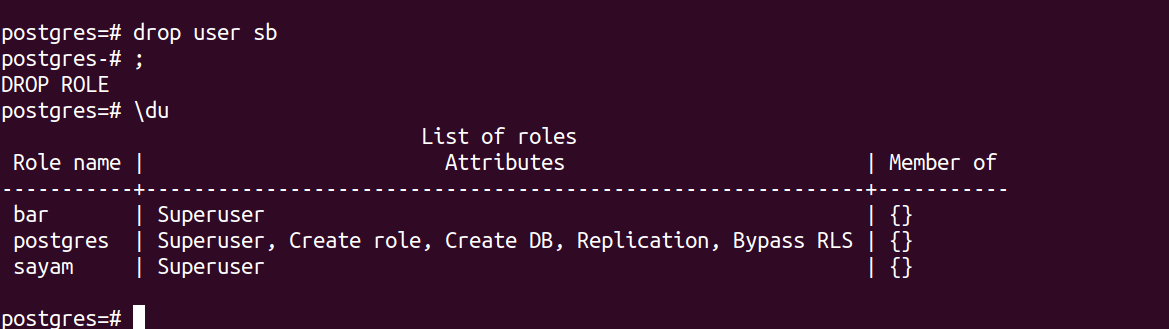 postgres=# drop user sb
postgres-# ;
DROP ROLE
postgres=# \du
                                   List of roles
 Role name |                         Attributes                         | Member of
-----------+------------------------------------------------------------+-----------
 bar       | Superuser                                                  | {}
 postgres  | Superuser, Create role, Create DB, Replication, Bypass RLS | {}
 sayam     | Superuser                                                  | {}
postgres=#